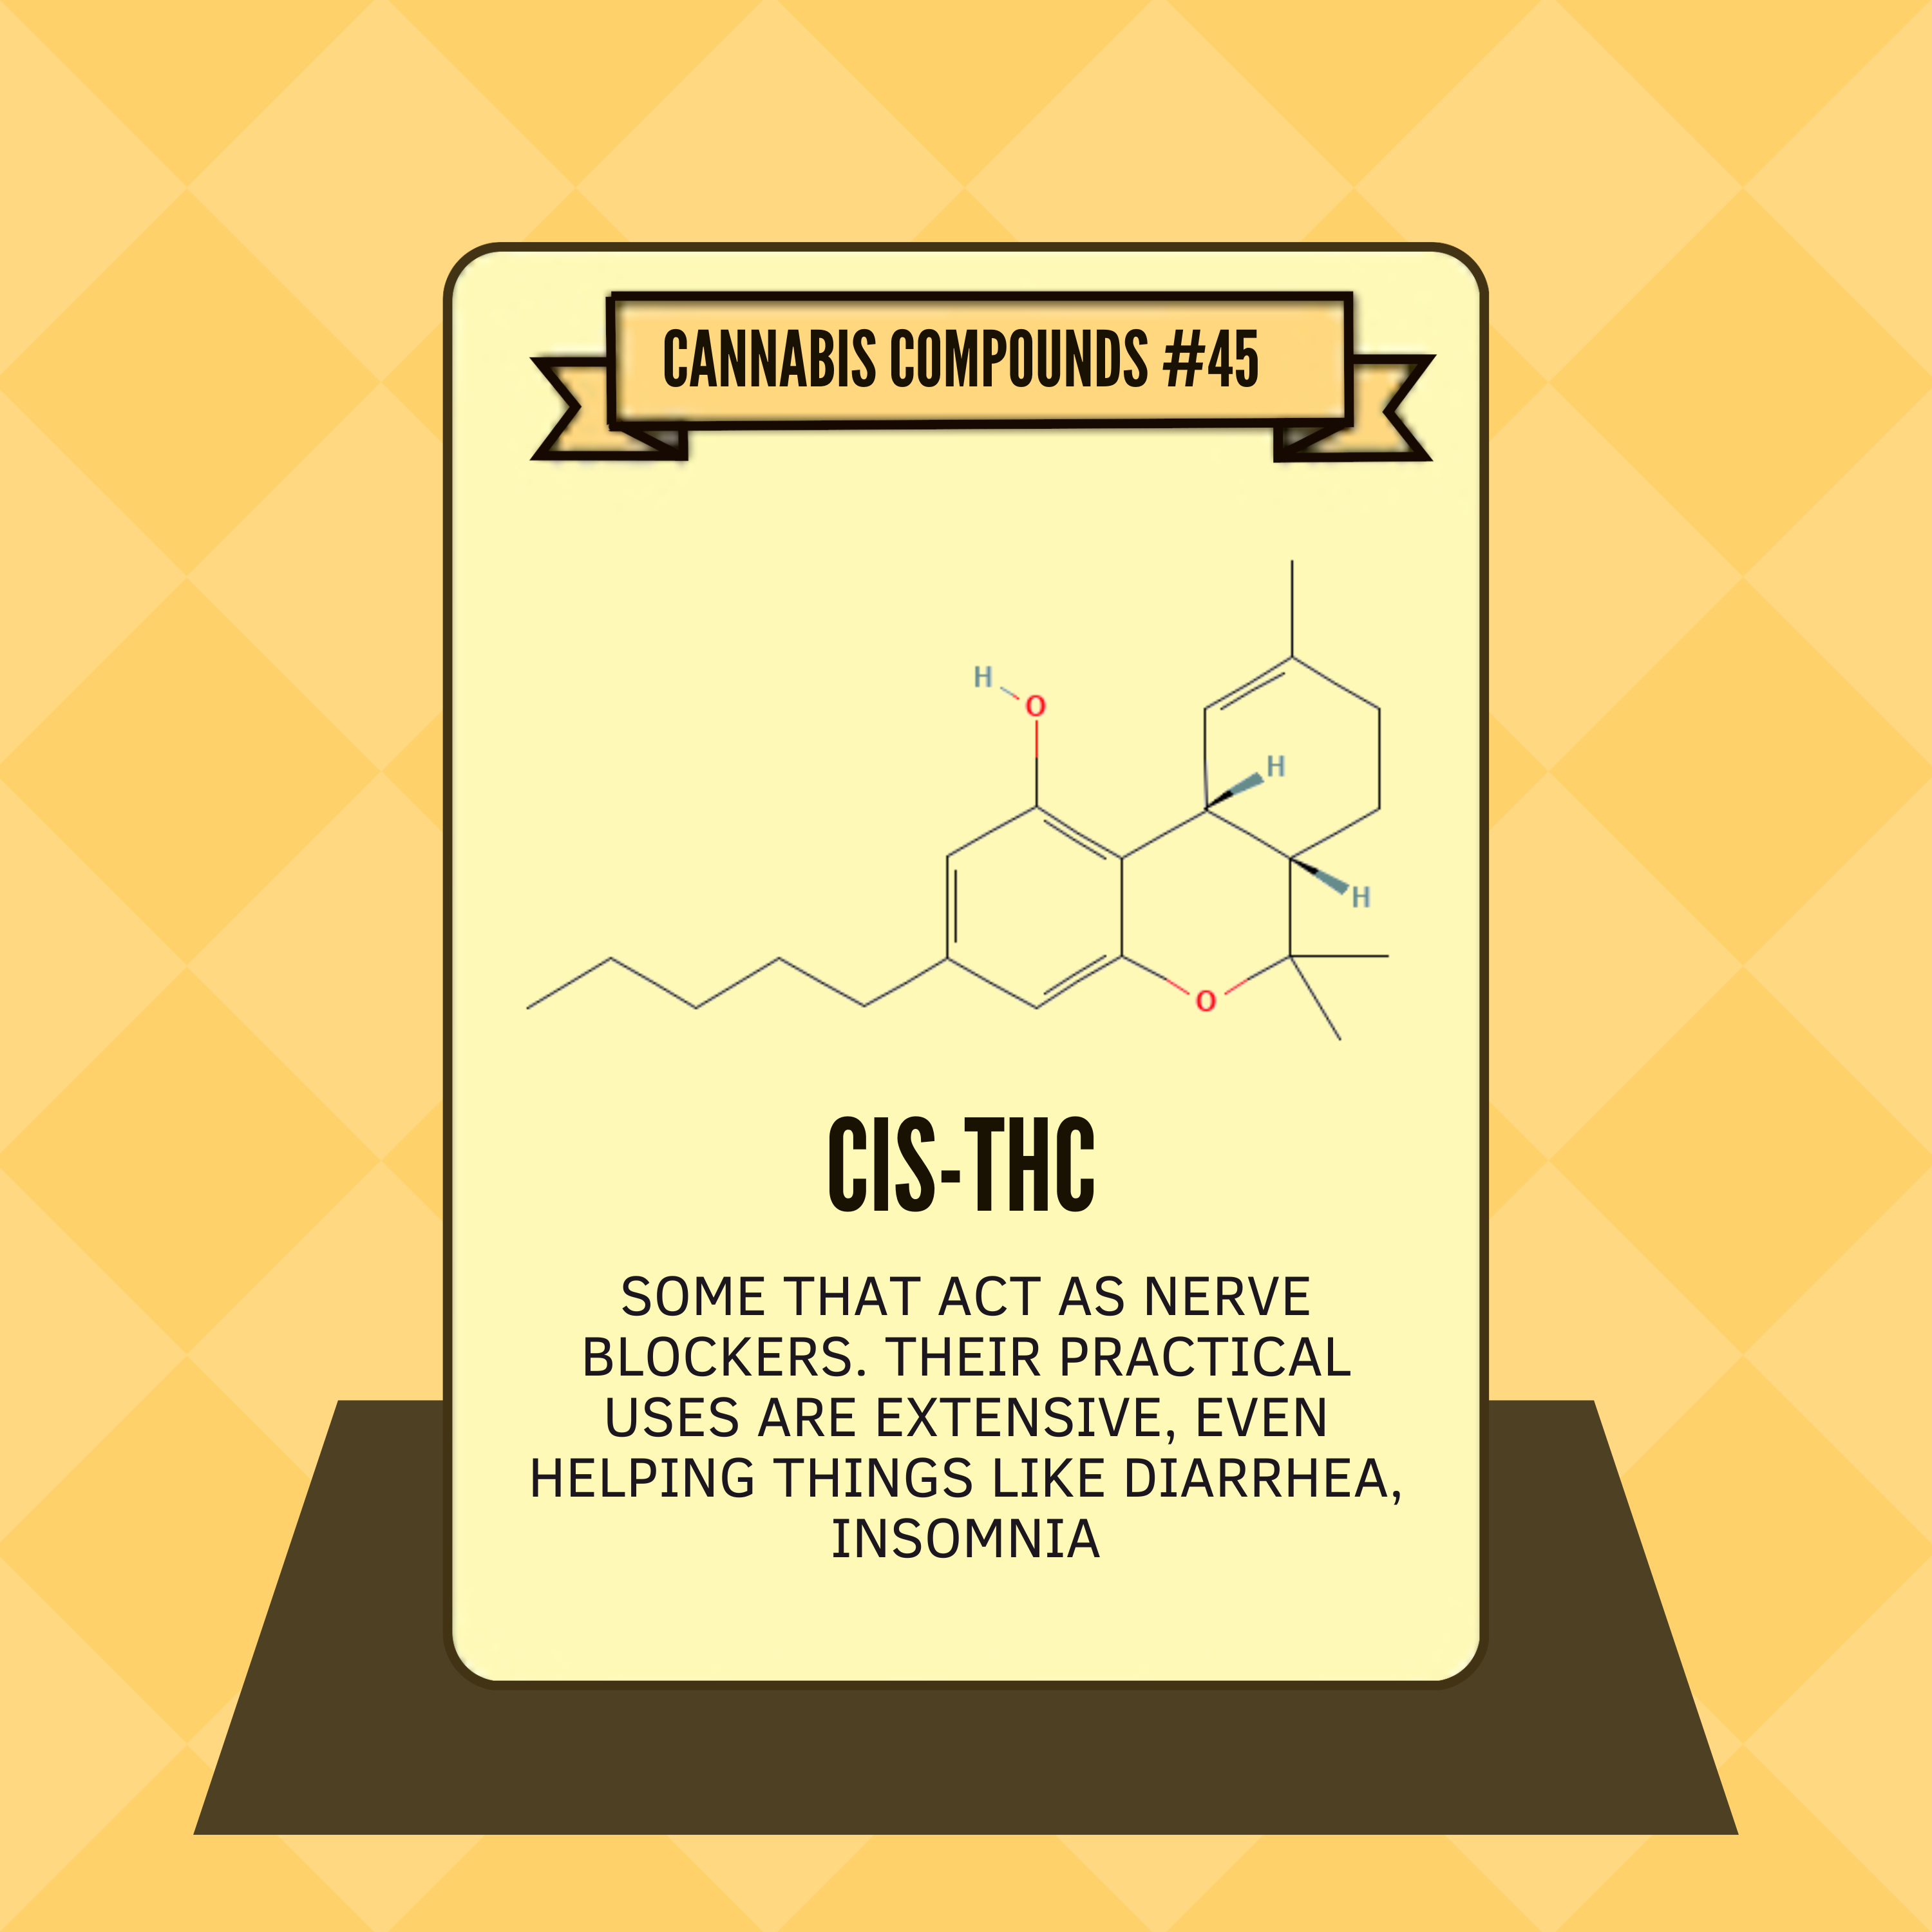 CANNABIS COMPOUNDS #45
H
O
H
H
O
CIS-THC
SOME THAT ACT AS NERVE
BLOCKERS. THEIR PRACTICAL
USES ARE EXTENSIVE, EVEN
HELPING THINGS LIKE DIARRHEA,
INSOMNIA